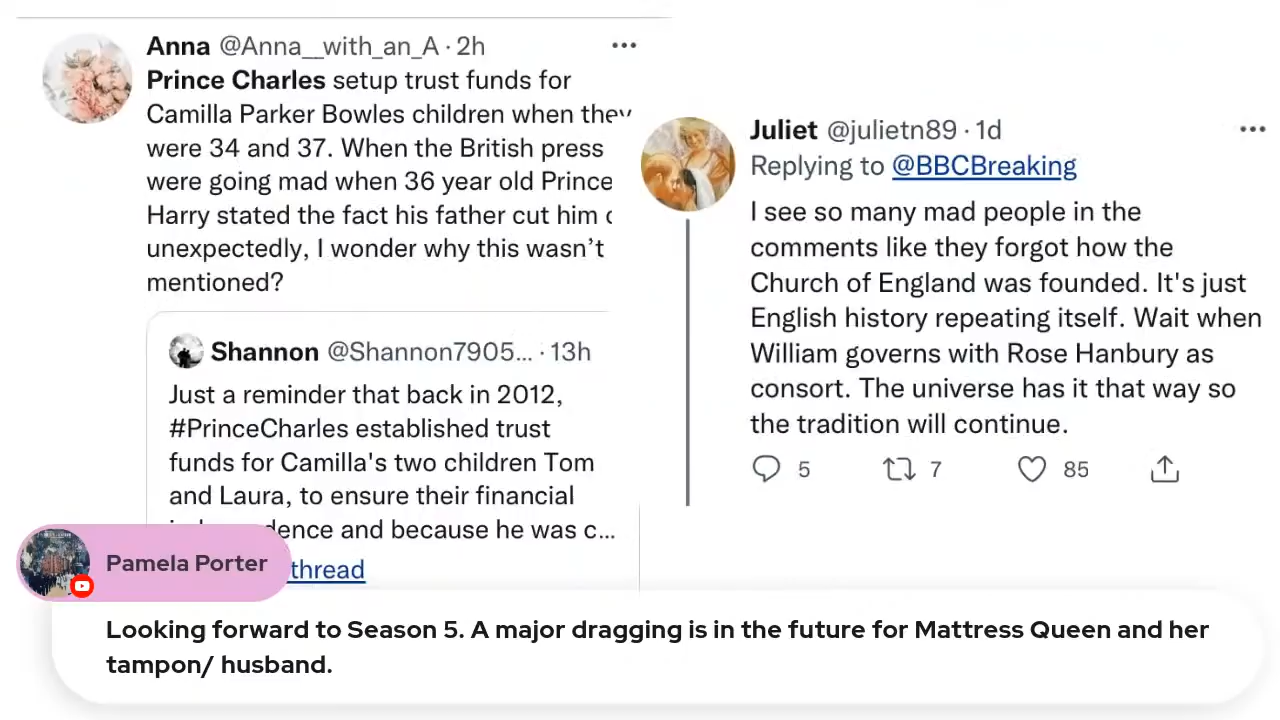 Anna @Anna__with_an_A · 2h
Prince Charles setup trust funds for
Camilla Parker Bowles children when they
were 34 and 37. When the British press
were going mad when 36 year old Prince
Harry stated the fact his father cut him
unexpectedly, I wonder why this wasn’t
mentioned?
Shannon @Shannon7905... · 13h
Just a reminder that back in 2012,
#PrinceCharles established trust
funds for Camilla's two children Tom
and Laura, to ensure their financial
and because he was c...
thread
Juliet @julietn89 · 1d
Replying to @BBCBreaking
I see so many mad people in the
comments like they forgot how the
Church of England was founded. It's just
English history repeating itself. Wait when
William governs with Rose Hanbury as
consort. The universe has it that way so
the tradition will continue.
5 7 85
Pamela Porter
Looking forward to Season 5. A major dragging is in the future for Mattress Queen and her
tampon/ husband.